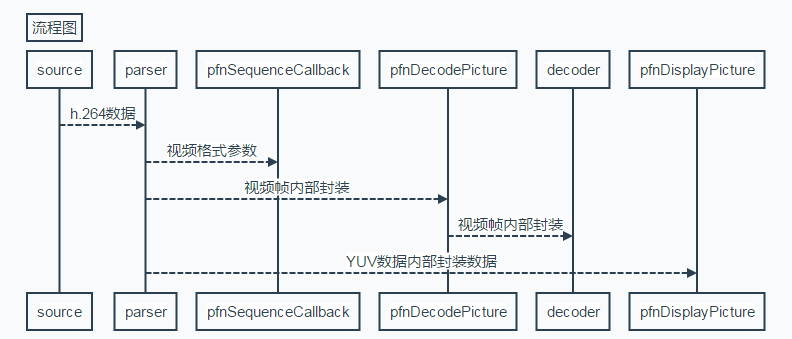 流程图
source parser pfnSequenceCallback pfnDecodePicture decoder pfnDisplayPicture
h.264数据
视频格式参数
视频帧内部封装
视频帧内部封装
YUV数据内部封装数据
source parser pfnSequenceCallback pfnDecodePicture decoder pfnDisplayPicture